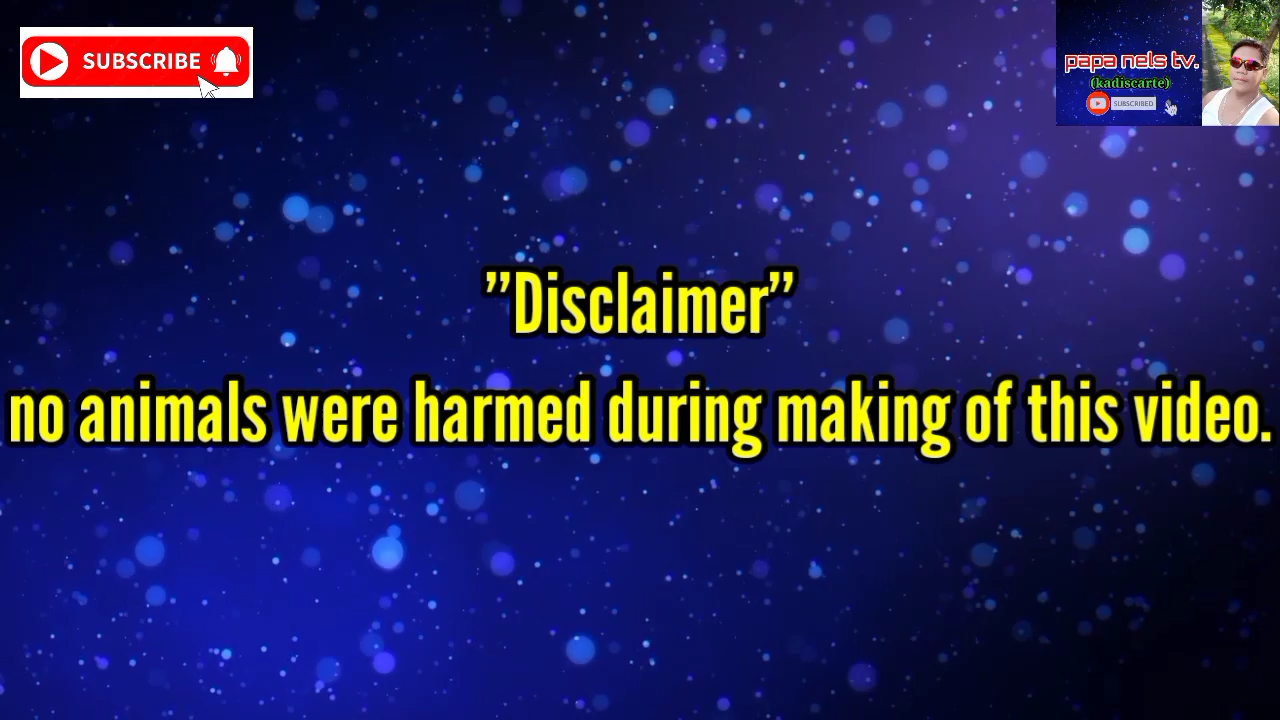 SUBSCRIBE
papa nels tv.
(kadiscarte)
SUBSCRIBED
"Disclaimer"
no animals were harmed during making of this video.